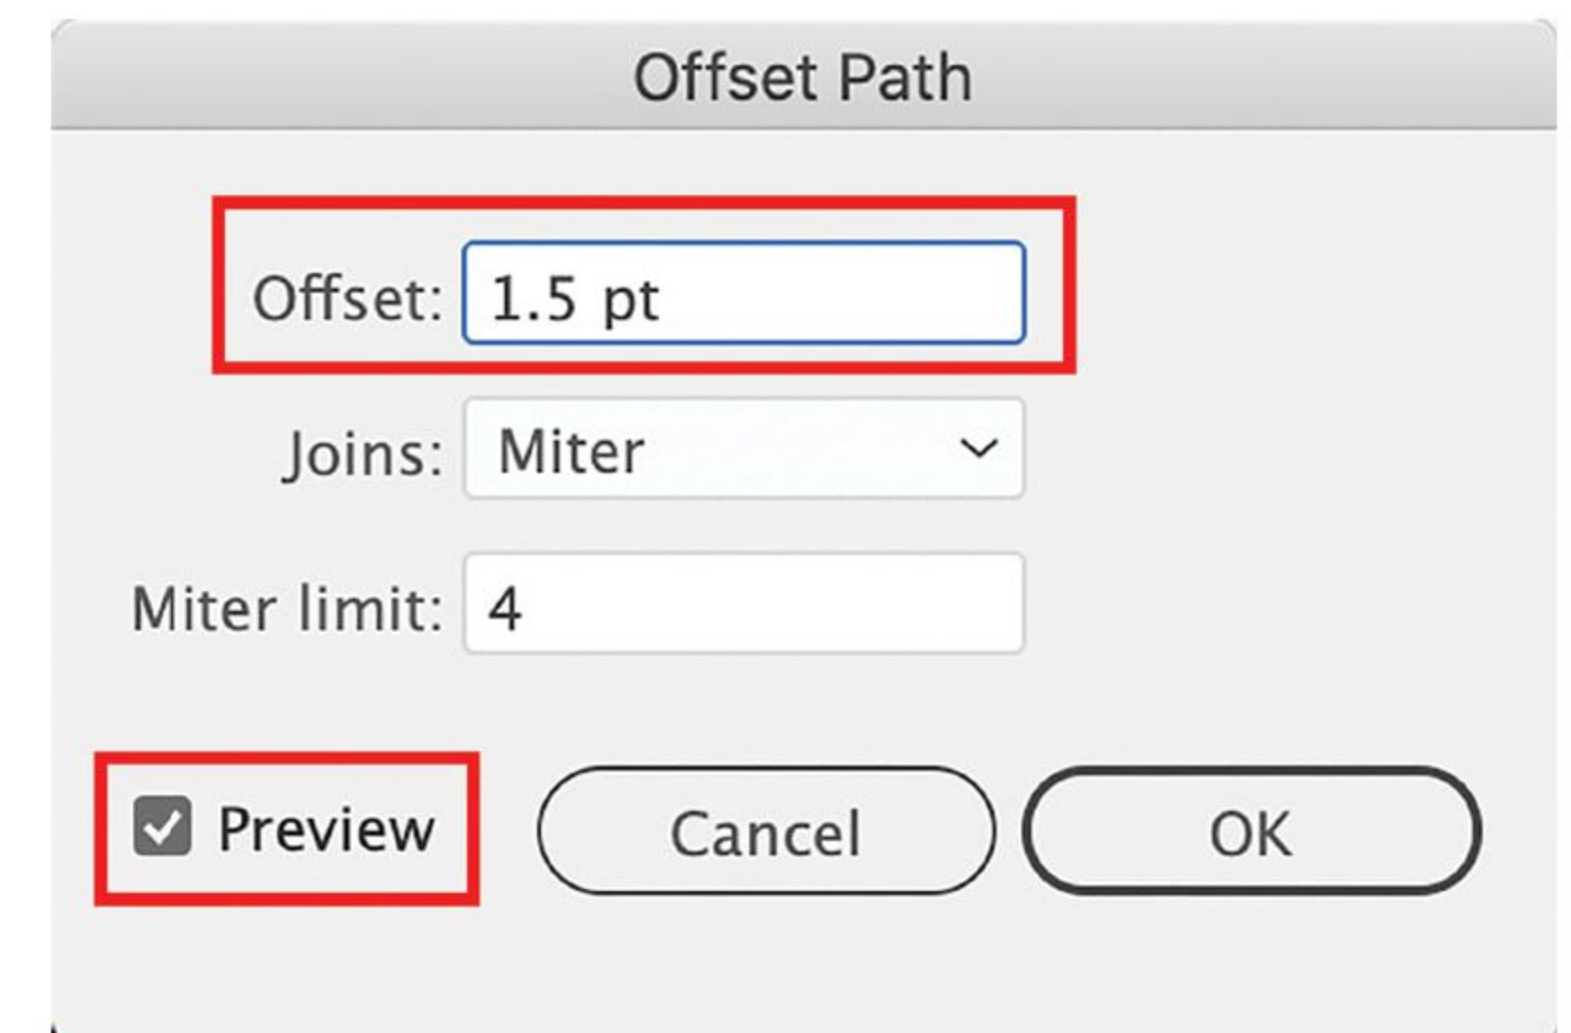 Offset Path
Offset: 1.5 pt
Joins: Miter
Miter limit: 4
Preview Cancel OK